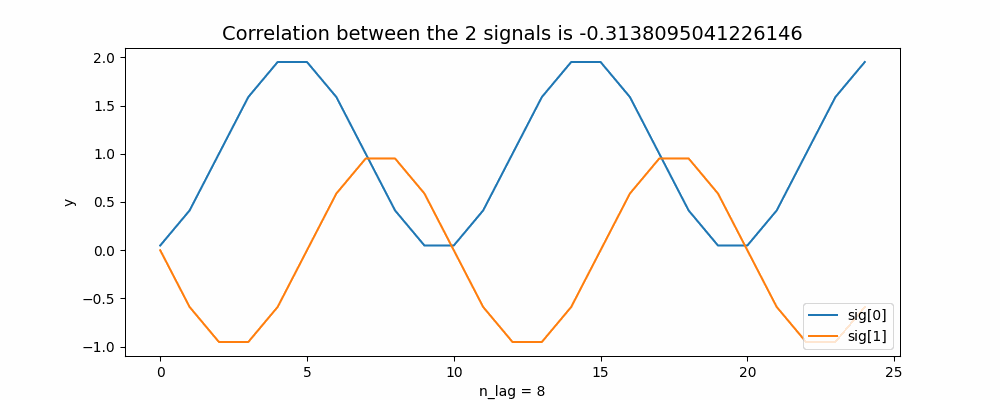 Correlation between the 2 signals is -0.3138095041226146
2.0
1.5
1.0
0.5
0.0
−0.5
−1.0
y
sig[0]
sig[1]
0 5 10 15 20 25
n_lag = 8